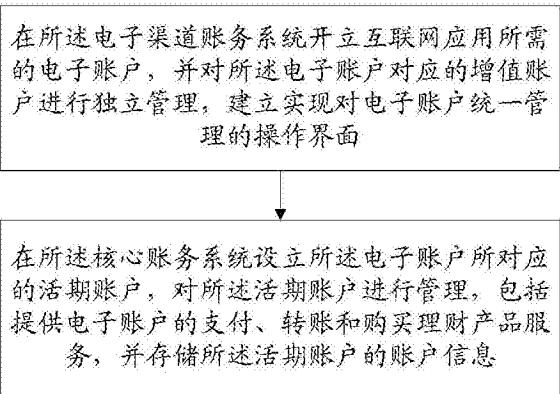 在所述电子渠道账务系统开立互联网应用所需
的电子账户，并对所述电子账户对应的增值账
户进行独立管理，建立实现对电子账户统一管
理的操作界面
在所述核心账务系统设立所述电子账户所对应
的活期账户，对所述活期账户进行管理，包括
提供电子账户的支付、转账和购买理财产品服
务，并存储所述活期账户的账户信息